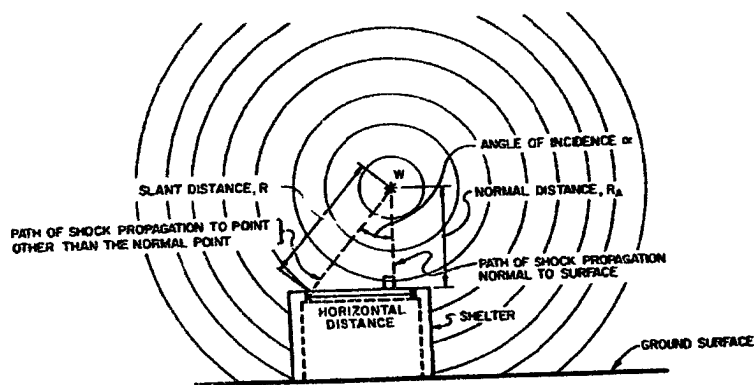 W
ANGLE OF INCIDENCE ∝
SLANT DISTANCE, R
NORMAL DISTANCE, R_A
PATH OF SHOCK PROPAGATION TO POINT
OTHER THAN THE NORMAL POINT
PATH OF SHOCK PROPAGATION
NORMAL TO SURFACE
HORIZONTAL
DISTANCE
SHELTER
GROUND SURFACE